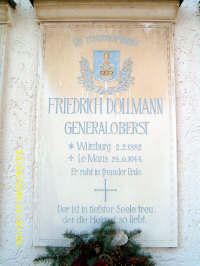 FRIEDRICH DOLLMANN
GENERALOBERST
* Würzburg 2.2.1882
+ Le Mans 29.6.1944
Er ruht in fremder Erde.
Der ist in tiefster Seele treu,
der die Heimat so liebt.